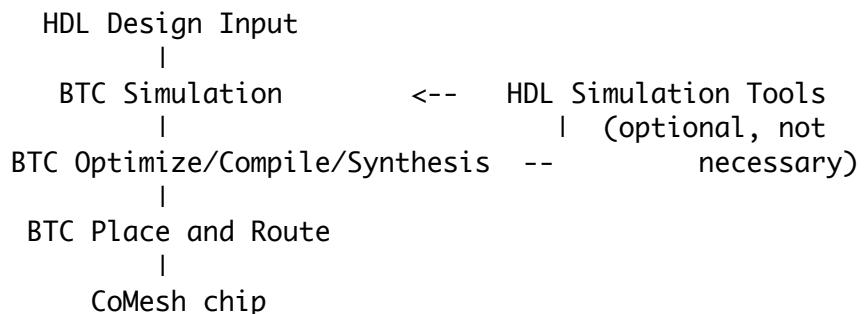 HDL Design Input
|
BTC Simulation <-- HDL Simulation Tools
| | (optional, not
BTC Optimize/Compile/Synthesis -- necessary)
|
BTC Place and Route
|
CoMesh chip